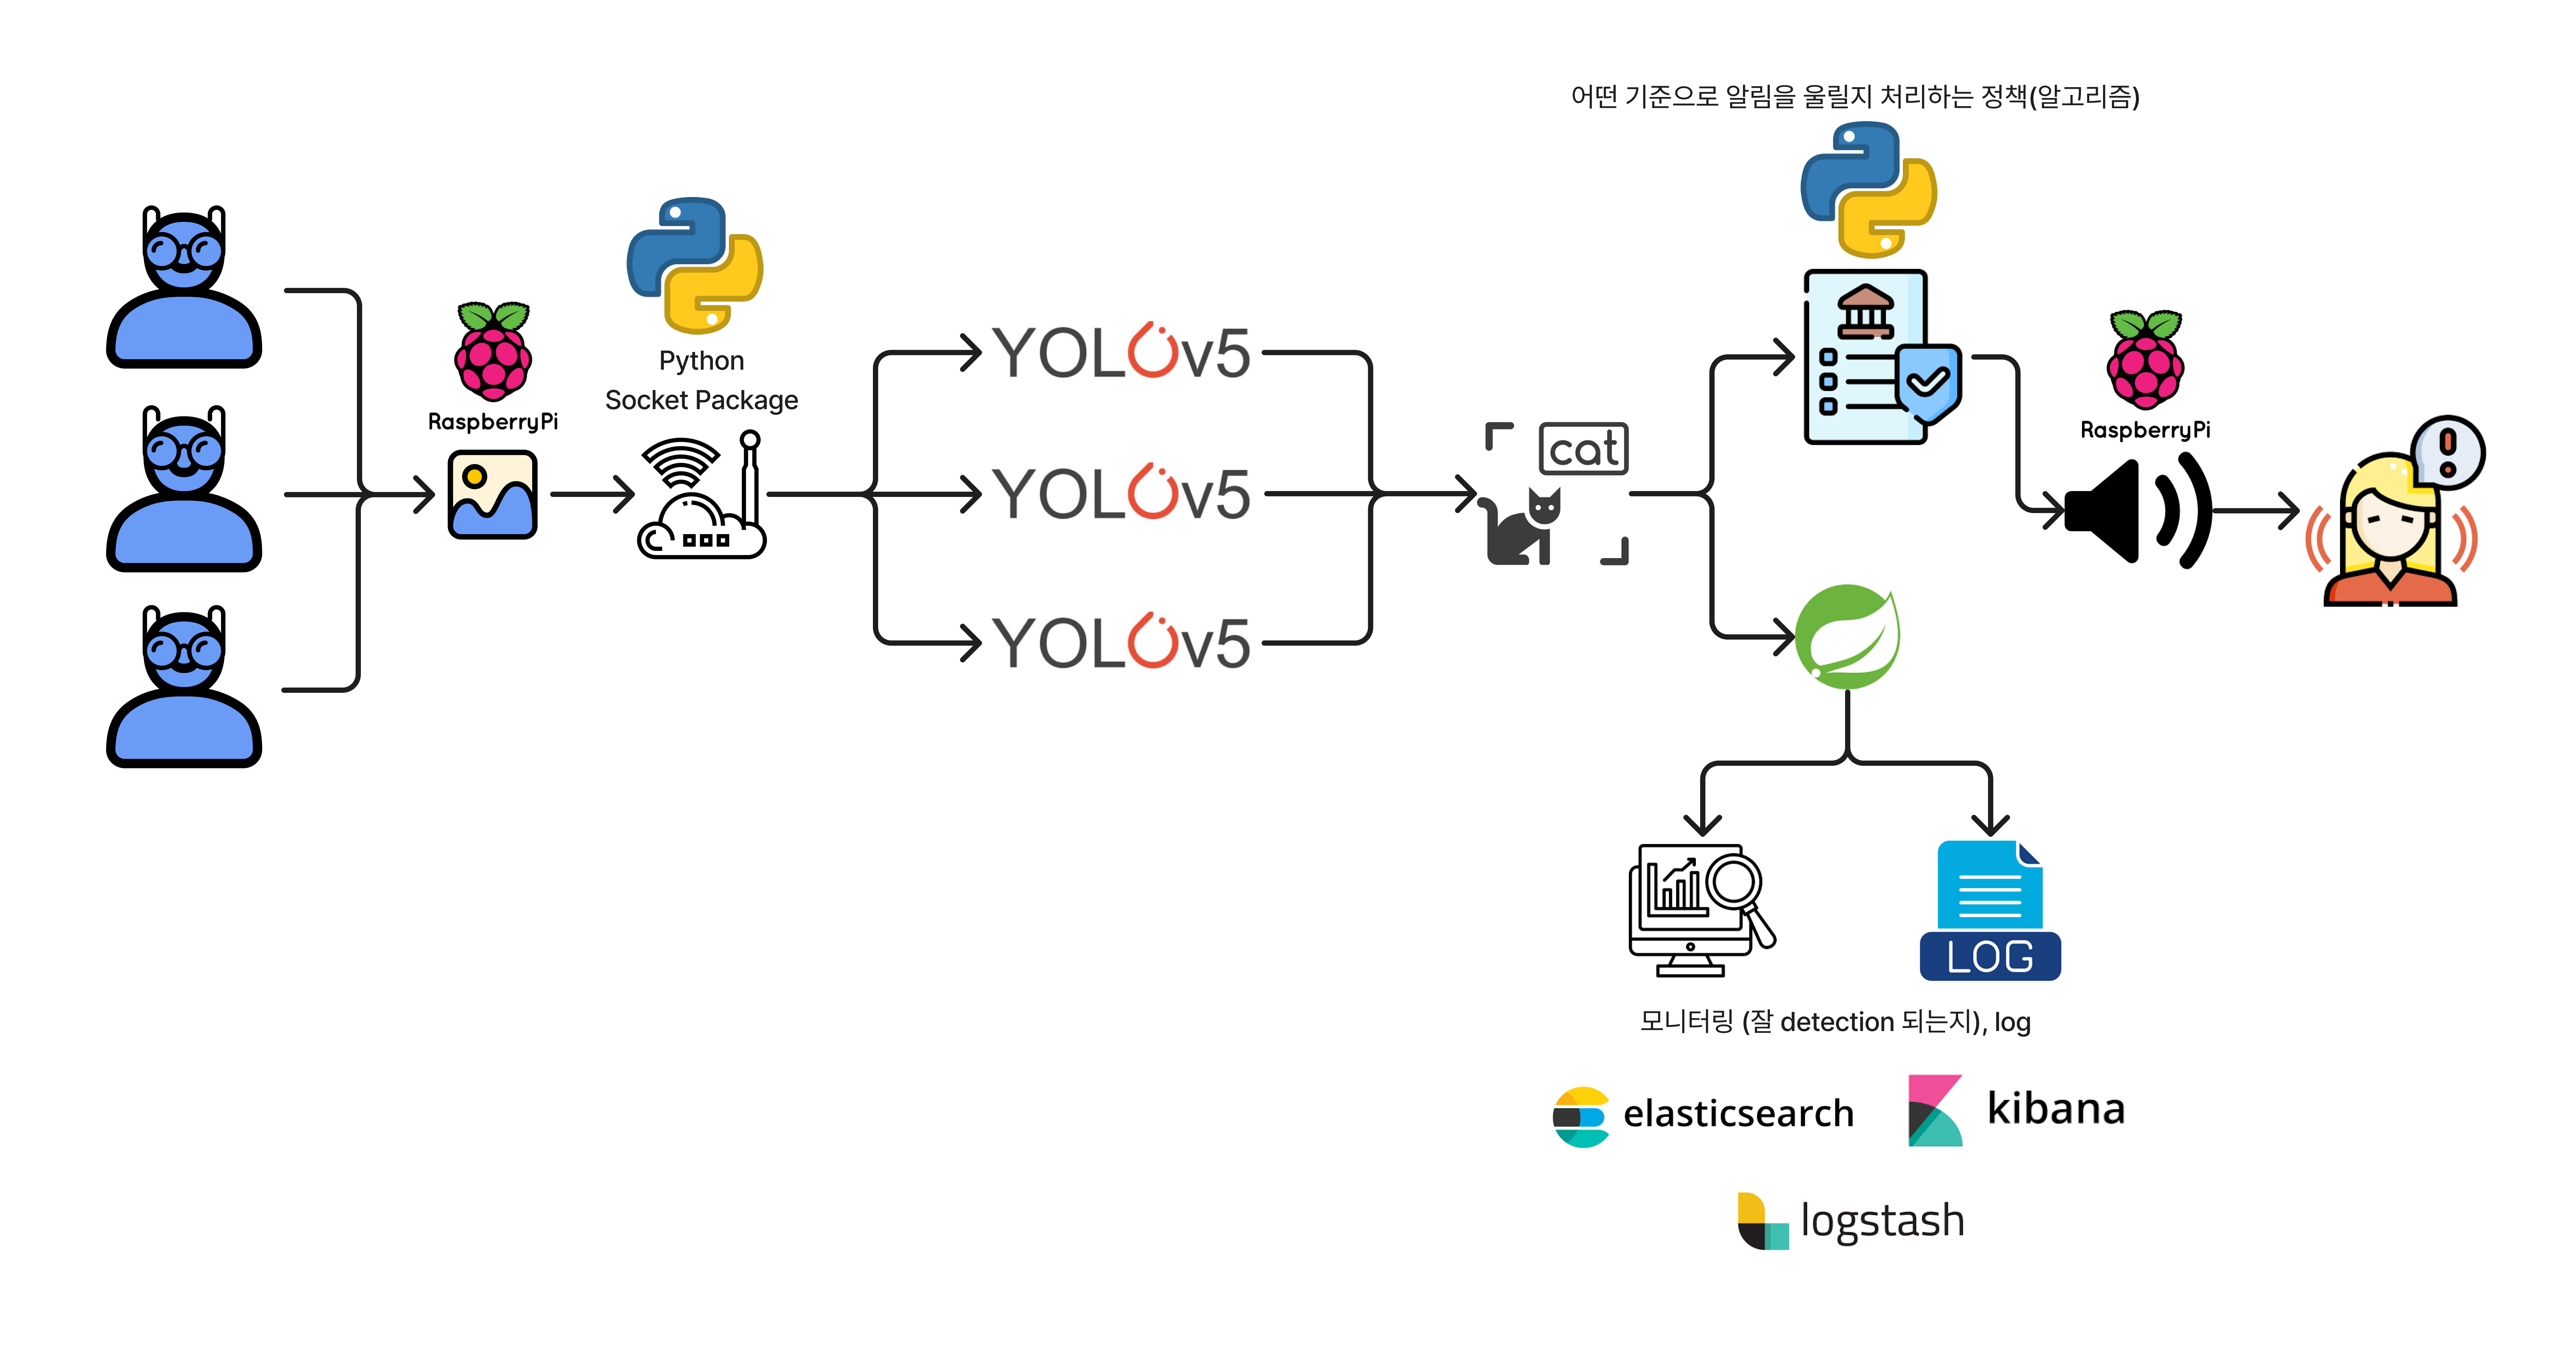 어떤 기준으로 알림을 울릴지 처리하는 정책(알고리즘)
RaspberryPi
Python
Socket Package
YOLOv5
YOLOv5
YOLOv5
cat
RaspberryPi
LOG
모니터링 (잘 detection 되는지), log
elasticsearch
kibana
logstash